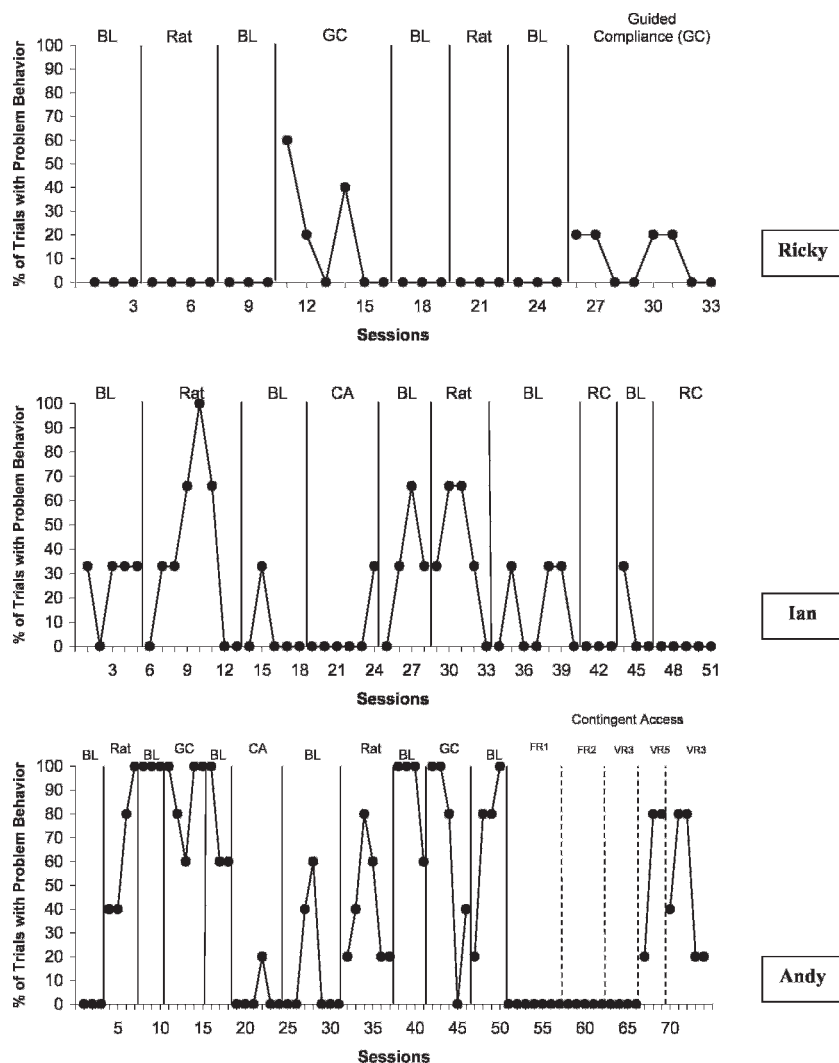 Guided
BL Rat BL GC BL Rat BL Compliance (GC)
100
90
80
70
60
50
40
30
20
10
0
% of Trials with Problem Behavior
3 6 9 12 15 18 21 24 27 30 33
Sessions
Ricky
BL Rat BL CA BL Rat BL RC BL RC
100
90
80
70
60
50
40
30
20
10
0
% of Trials with Problem Behavior
3 6 9 12 15 18 21 24 27 30 33 36 39 42 45 48 51
Sessions
Ian
Contingent Access
BL Rat BL GC BL CA BL Rat BL GC BL FR1 FR2 VR3 VR5 VR3
100
90
80
70
60
50
40
30
20
10
0
% of Trials with Problem Behavior
5 10 15 20 25 30 35 40 45 50 55 60 65 70
Sessions
Andy